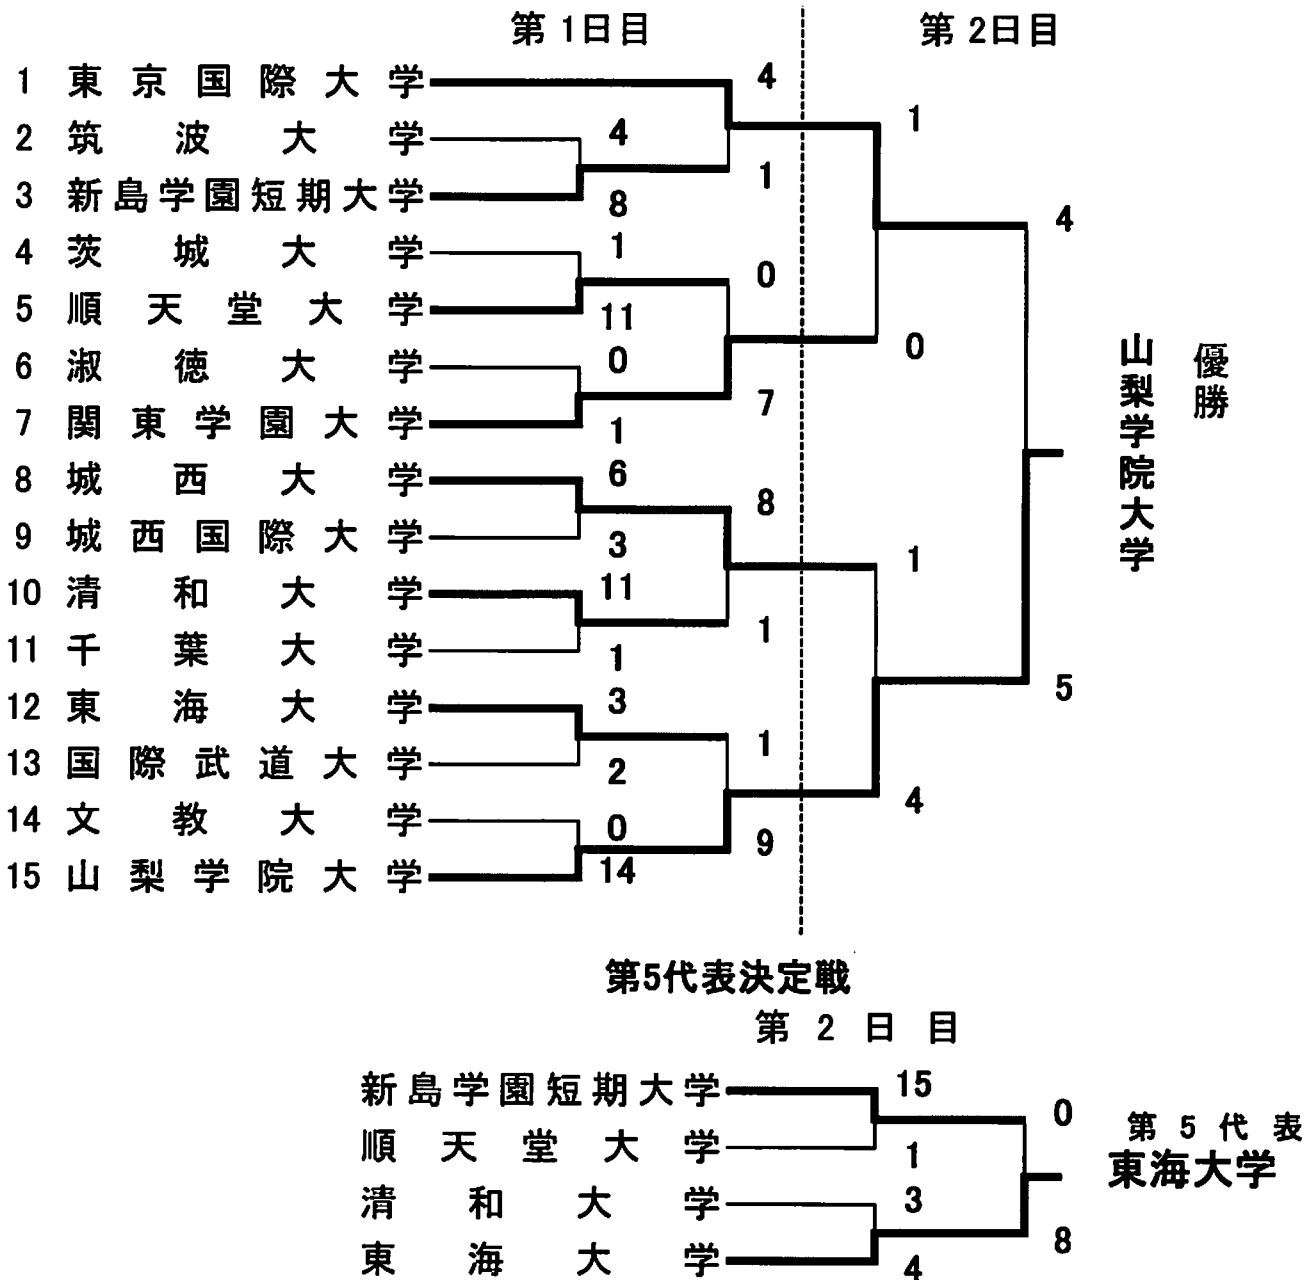 第1日目 第2日目
1 東京国際大学 4
1
2 筑波大学 4
1
3 新島学園短期大学 8
4
4 茨城大学 1
0
5 順天堂大学 11
0
6 淑徳大学 0
7
7 関東学園大学 1
8 城西大学 6
8
9 城西国際大学 3
1
10 清和大学 11
1
11 千葉大学 1
5
12 東海大学 3
1
13 国際武道大学 2
4
14 文教大学 0
9
15 山梨学院大学 14
優勝
山梨学院大学
第5代表決定戦
第2日目
新島学園短期大学 15
0
順天堂大学 1
清和大学 3
8
東海大学 4
第5代表
東海大学